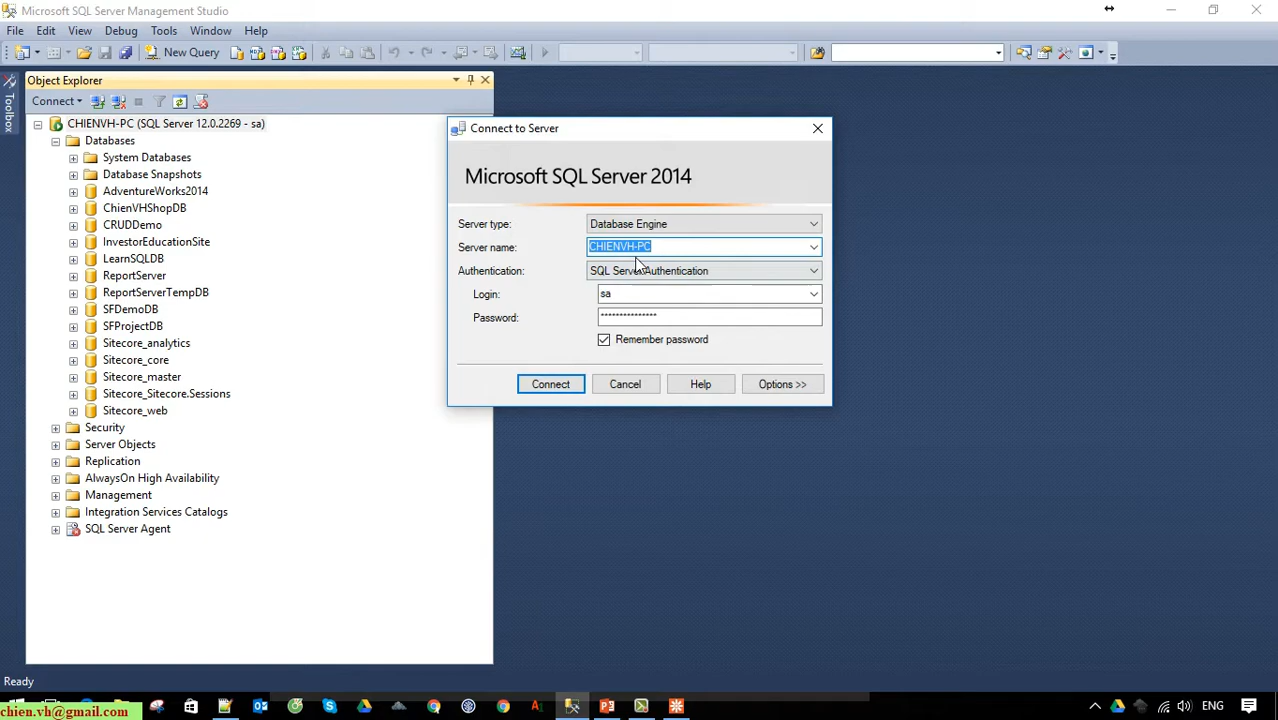 Microsoft SQL Server Management Studio
File Edit View Debug Tools Window Help
New Query
Object Explorer
Toolbox
Connect
CHIENVH-PC (SQL Server 12.0.2269 - sa)
Databases
System Databases
Database Snapshots
AdventureWorks2014
ChienVHShopDB
CRUDDemo
InvestorEducationSite
LearnSQLDB
ReportServer
ReportServerTempDB
SFDemoDB
SFProjectDB
Sitecore_analytics
Sitecore_core
Sitecore_master
Sitecore_Sitecore.Sessions
Sitecore_web
Security
Server Objects
Replication
AlwaysOn High Availability
Management
Integration Services Catalogs
SQL Server Agent
Connect to Server
Microsoft SQL Server 2014
Server type: Database Engine
Server name: CHIENVH-PC
Authentication: SQL Server Authentication
Login: sa
Password: ***************
Remember password
Connect Cancel Help Options >>
Ready
chien.vh@gmail.com
ENG